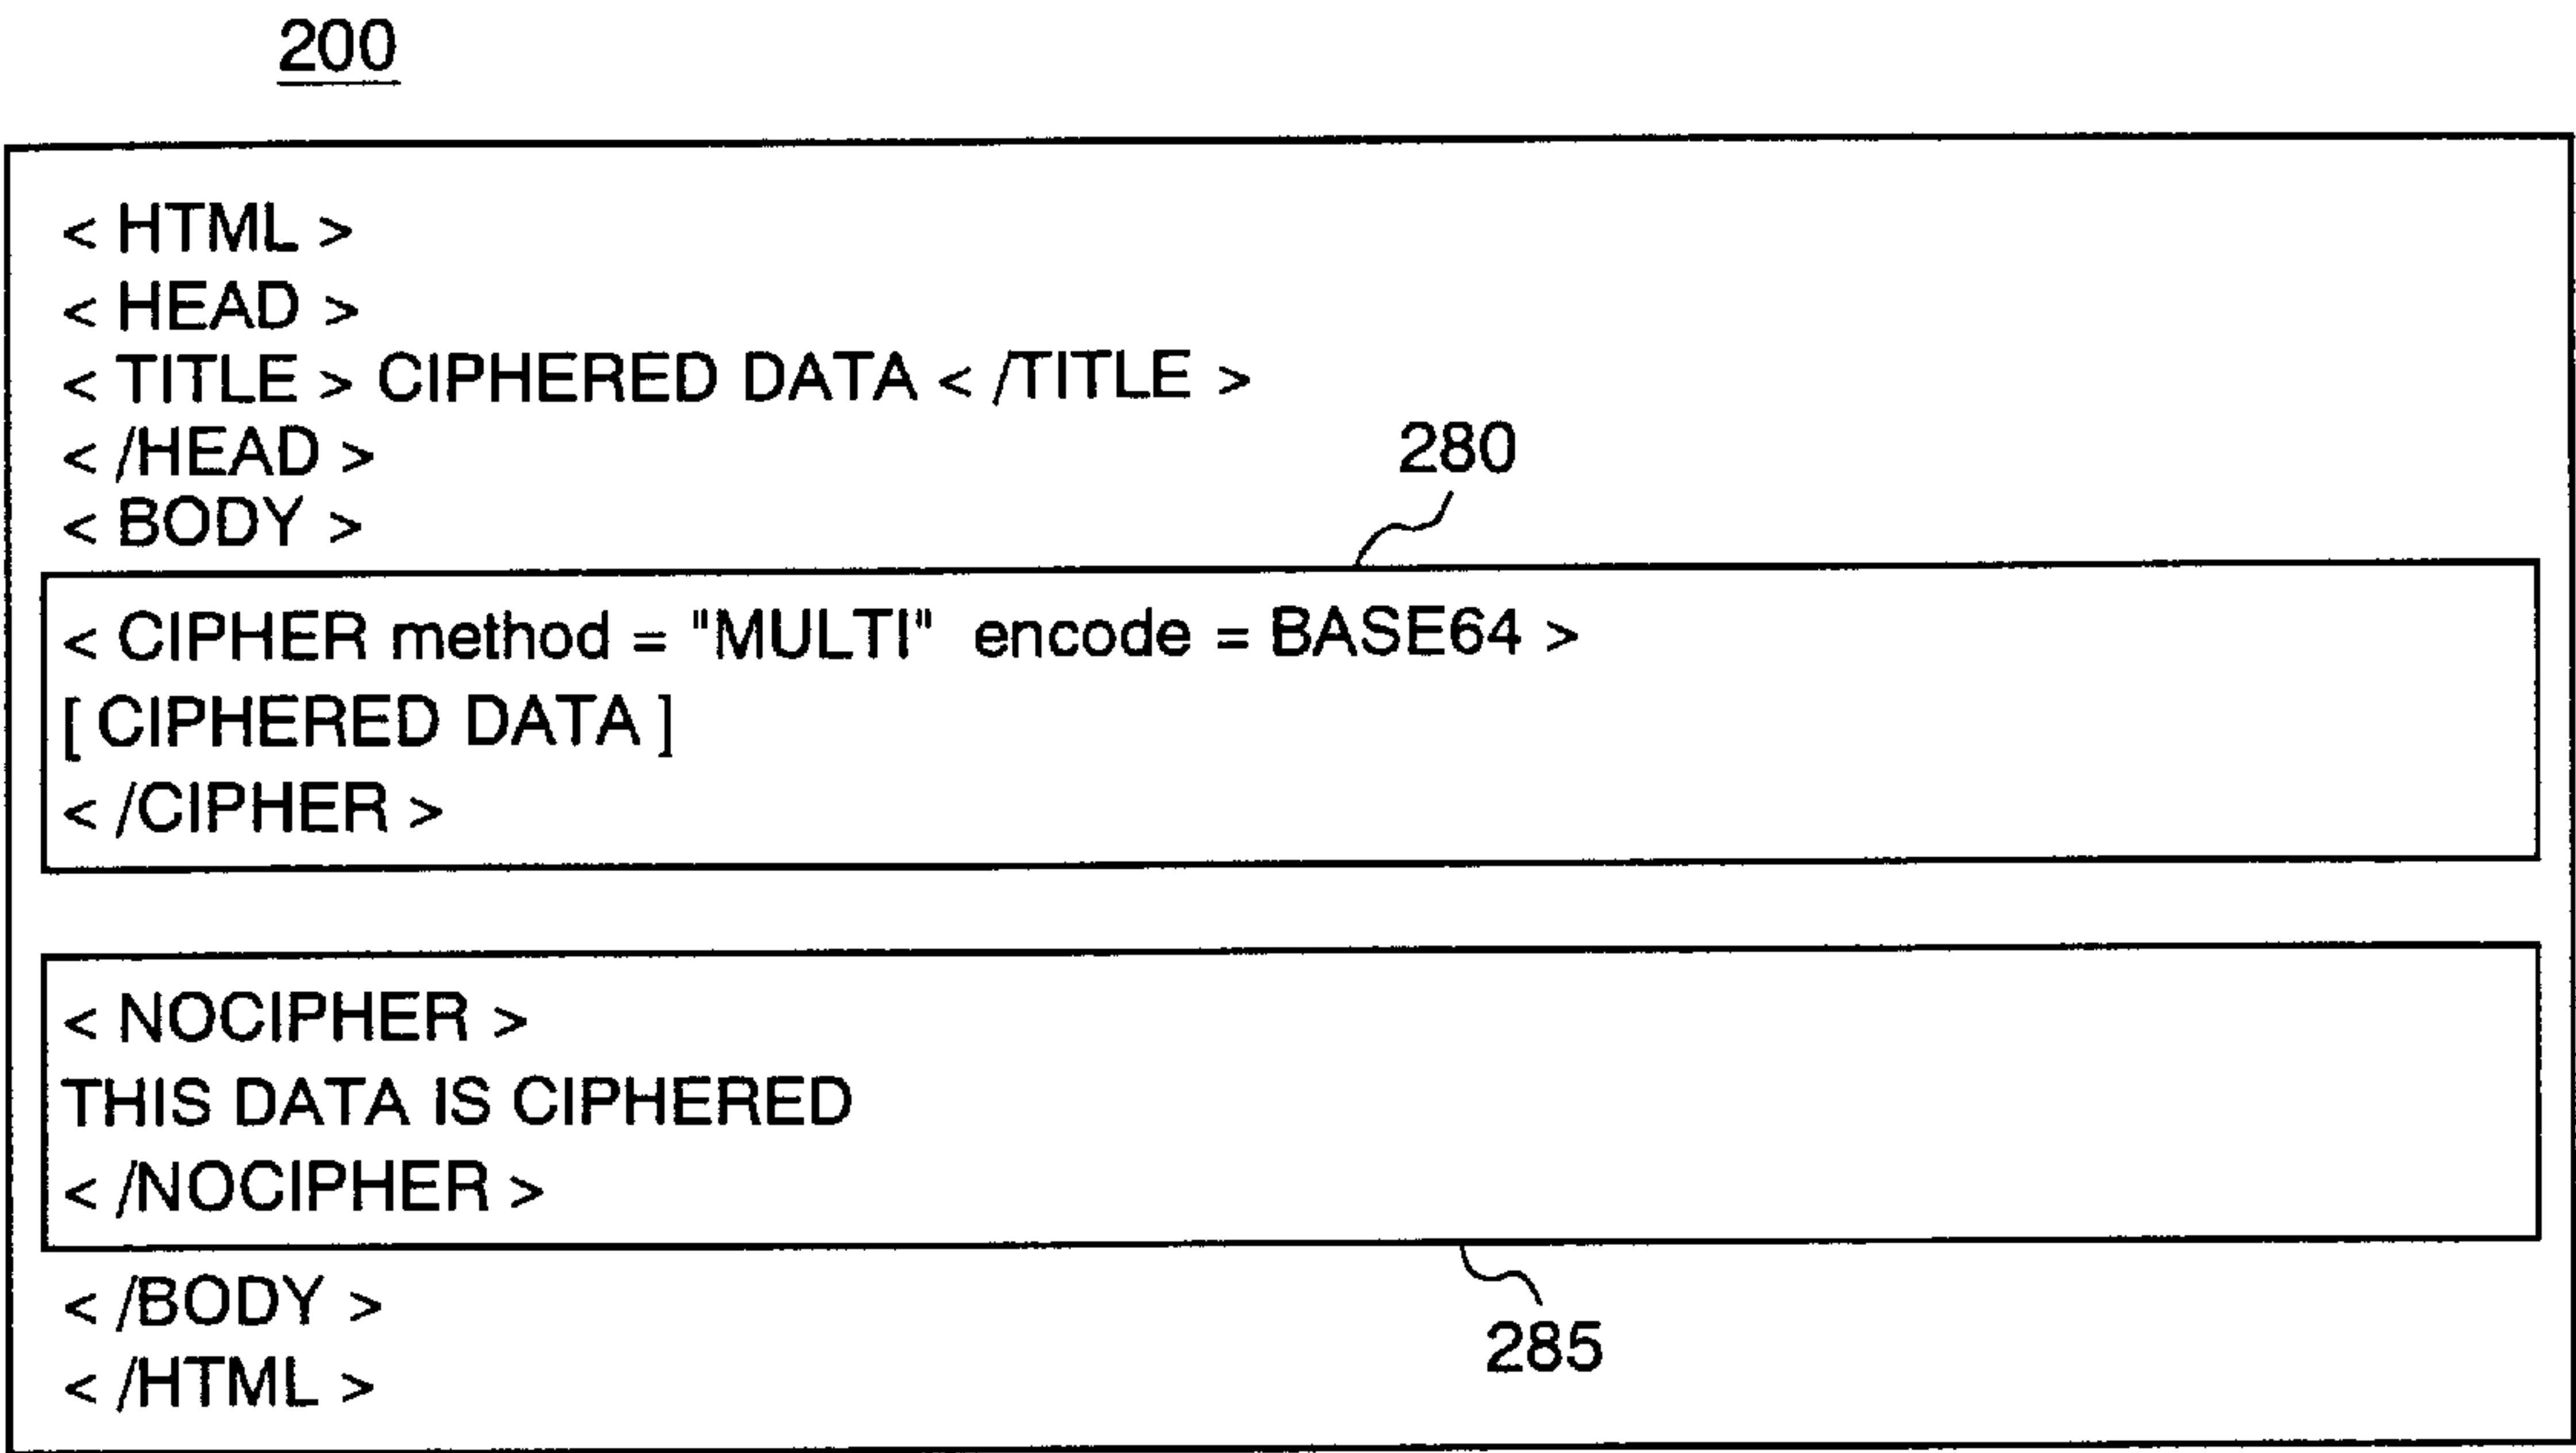 200
< HTML >
< HEAD >
< TITLE > CIPHERED DATA < /TITLE >
< /HEAD >
280
< BODY >
< CIPHER method = "MULTI" encode = BASE64 >
[ CIPHERED DATA ]
< /CIPHER >
< NOCIPHER >
THIS DATA IS CIPHERED
< /NOCIPHER >
< /BODY >
285
< /HTML >